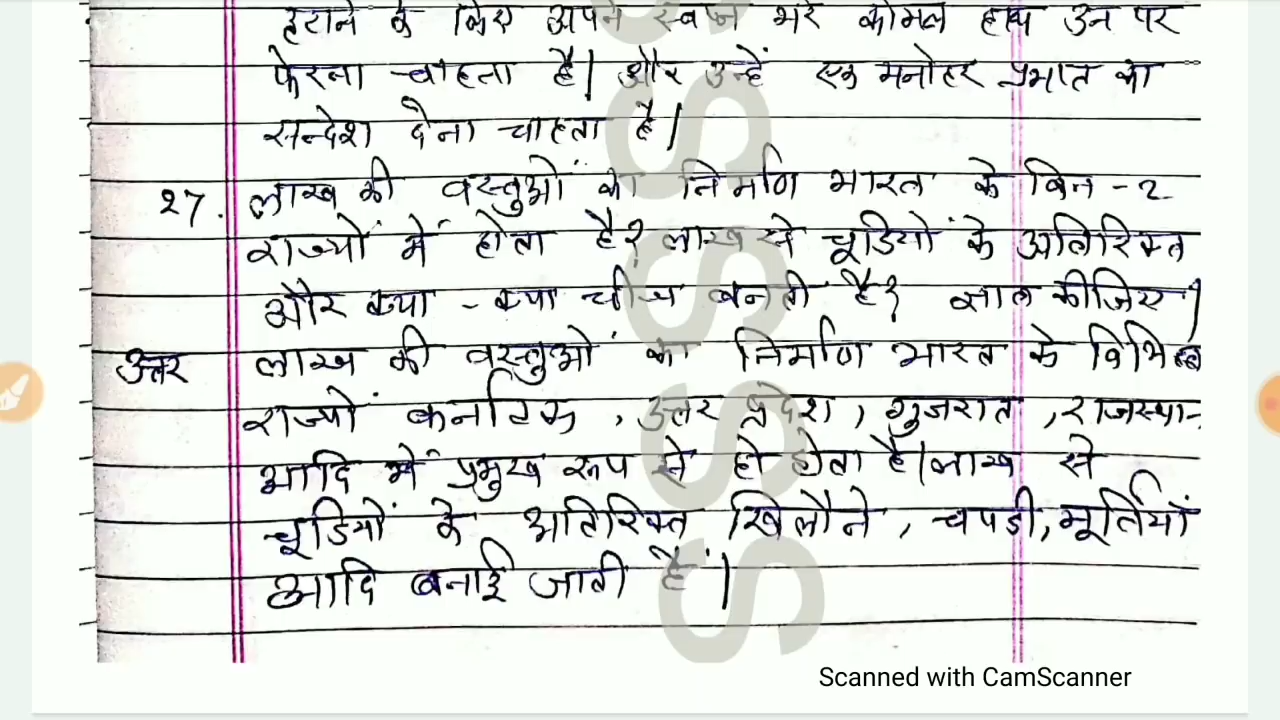 हटाने के लिए अपने स्वप्न भरे कोमल हाथ उन पर
फेरना चाहता है| और उन्हें एक मनोहर प्रभात का
सन्देश देना चाहता है|
27. लाख की वस्तुओं का निर्माण भारत के किन-2
राज्यों में होता है? लाख से चूडियों के अतिरिक्त
और क्या-क्या चीज बनती है? ज्ञात कीजिए|
उत्तर लाख की वस्तुओं का निर्माण भारत के विभिन्न
राज्यों कर्नाटक, उत्तर प्रदेश, गुजरात, राजस्था-
आदि में प्रमुख रूप से हो होता है|लाख से
चूडियों के अतिरिक्त खिलौने, चपडी, मूर्तियाँ
आदि बनाई जाती हैं|
SSSS
Scanned with CamScanner